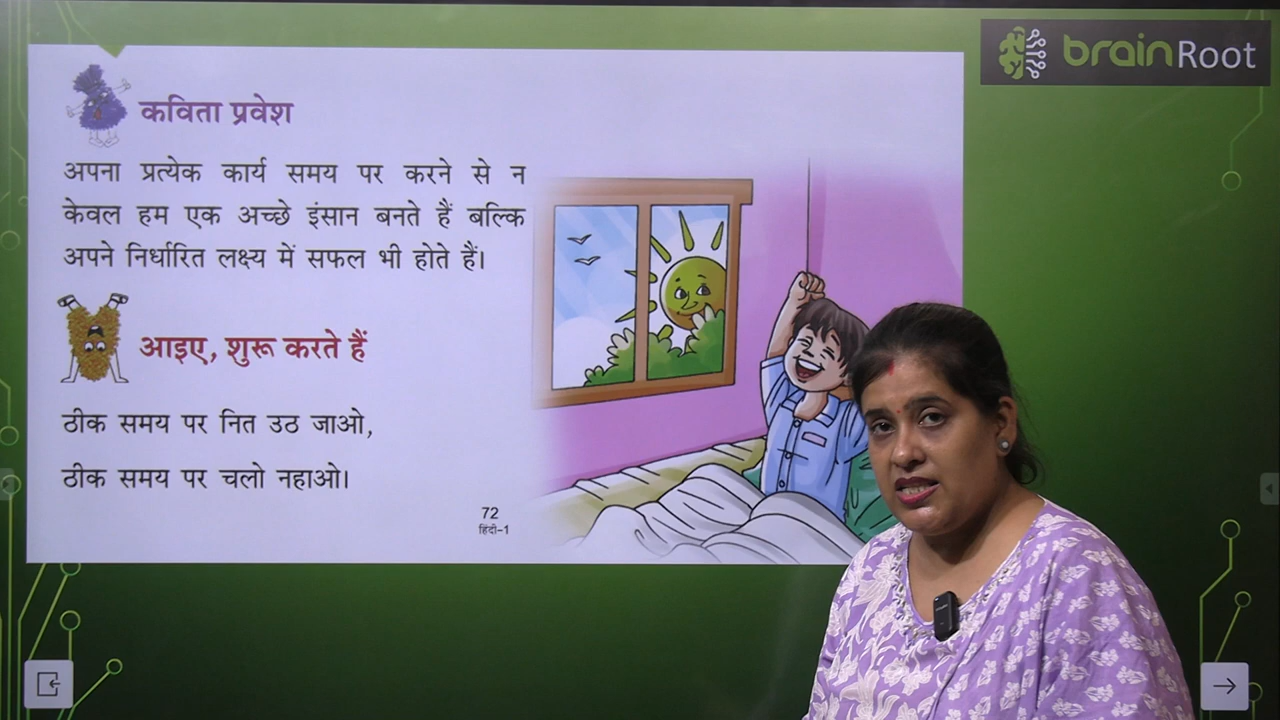 brainRoot
कविता प्रवेश
अपना प्रत्येक कार्य समय पर करने से न
केवल हम एक अच्छे इंसान बनते हैं बल्कि
अपने निर्धारित लक्ष्य में सफल भी होते हैं।
आइए, शुरू करते हैं
ठीक समय पर नित उठ जाओ,
ठीक समय पर चलो नहाओ।
72
हिंदी-1